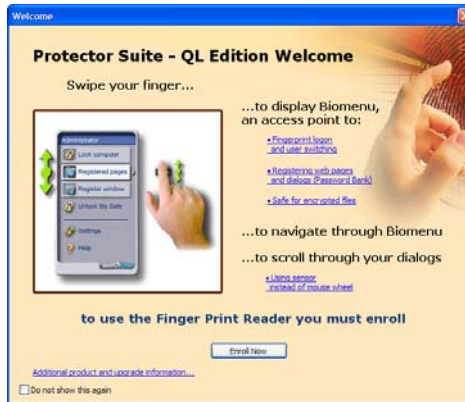 Welcome
Protector Suite - QL Edition Welcome
Swipe your finger...
...to display Biomenu,
an access point to:
• Fingerprint logon
and user switching
• Registering web pages
and dialogs (Password Bank)
• Safe for encrypted files
Administrator
Lock computer
Registered pages
Register window
Unlock My Safe
Settings
Help
...to navigate through Biomenu
...to scroll through your dialogs
• Using sensor
instead of mouse wheel
to use the Finger Print Reader you must enroll
Enroll Now
Additional product and upgrade information...
Do not show this again